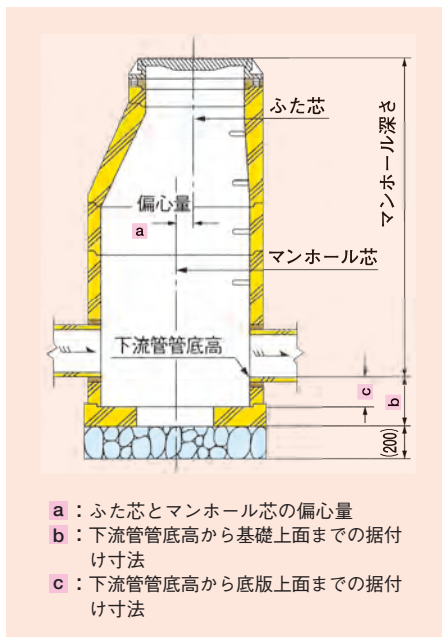 ふた芯
マンホール深さ
偏心量
a
マンホール芯
下流管管底高
c
b
(200)
a：ふた芯とマンホール芯の偏心量
b：下流管管底高から基礎上面までの据付
け寸法
c：下流管管底高から底版上面までの据付
け寸法